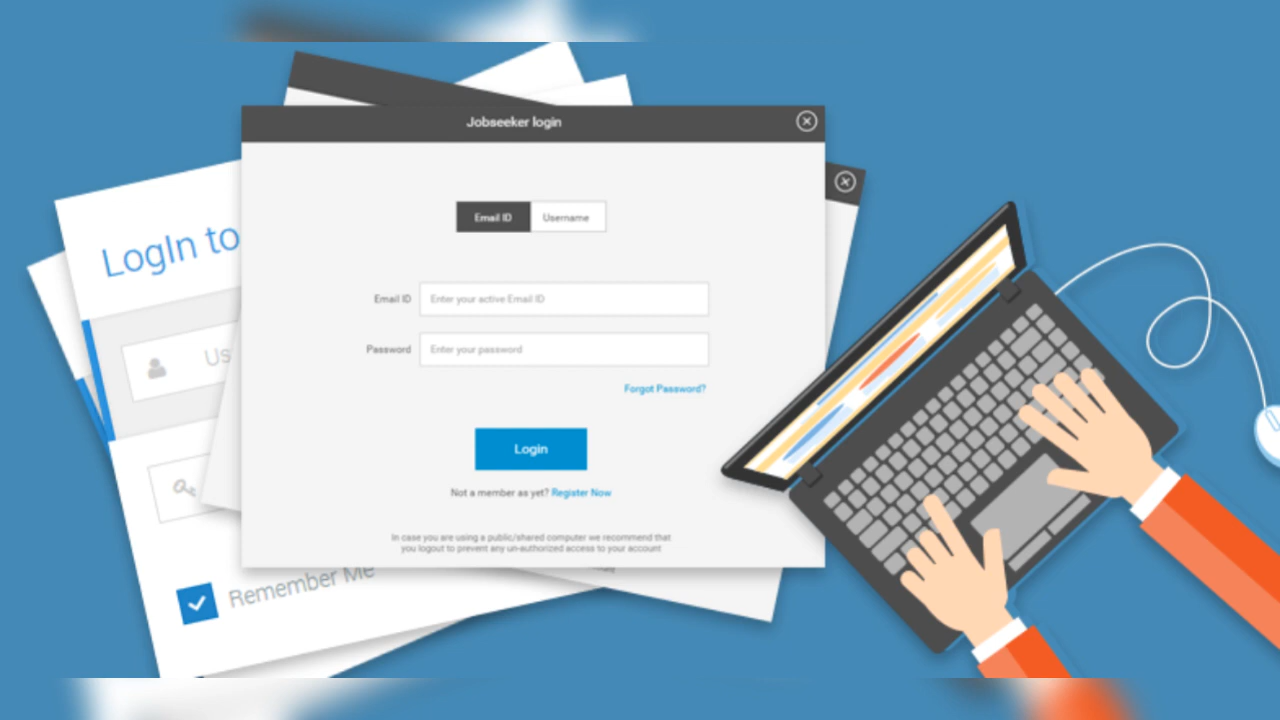 Jobseeker login
Email ID Username
LogIn to
Email ID Enter your active Email ID
Us
Password Enter your password
Forgot Password?
Login
Not a member as yet? Register Now
In case you are using a public/shared computer we recommend that
you logout to prevent any un-authorized access to your account
Remember Me